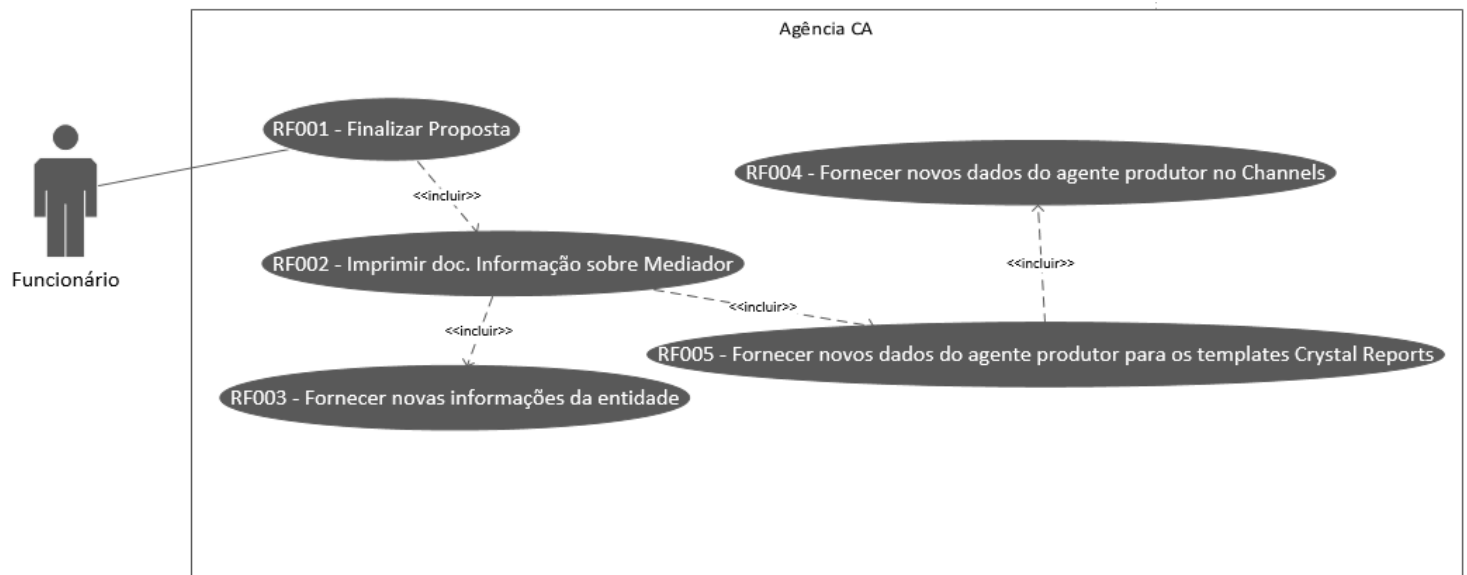 Agência CA
RF001 - Finalizar Proposta
RF004 - Fornecer novos dados do agente produtor no Channels
<<incluir>>
Funcionário
RF002 - Imprimir doc. Informação sobre Mediador
<<incluir>>
<<incluir>>
<<incluir>>
RF005 - Fornecer novos dados do agente produtor para os templates Crystal Reports
RF003 - Fornecer novas informações da entidade